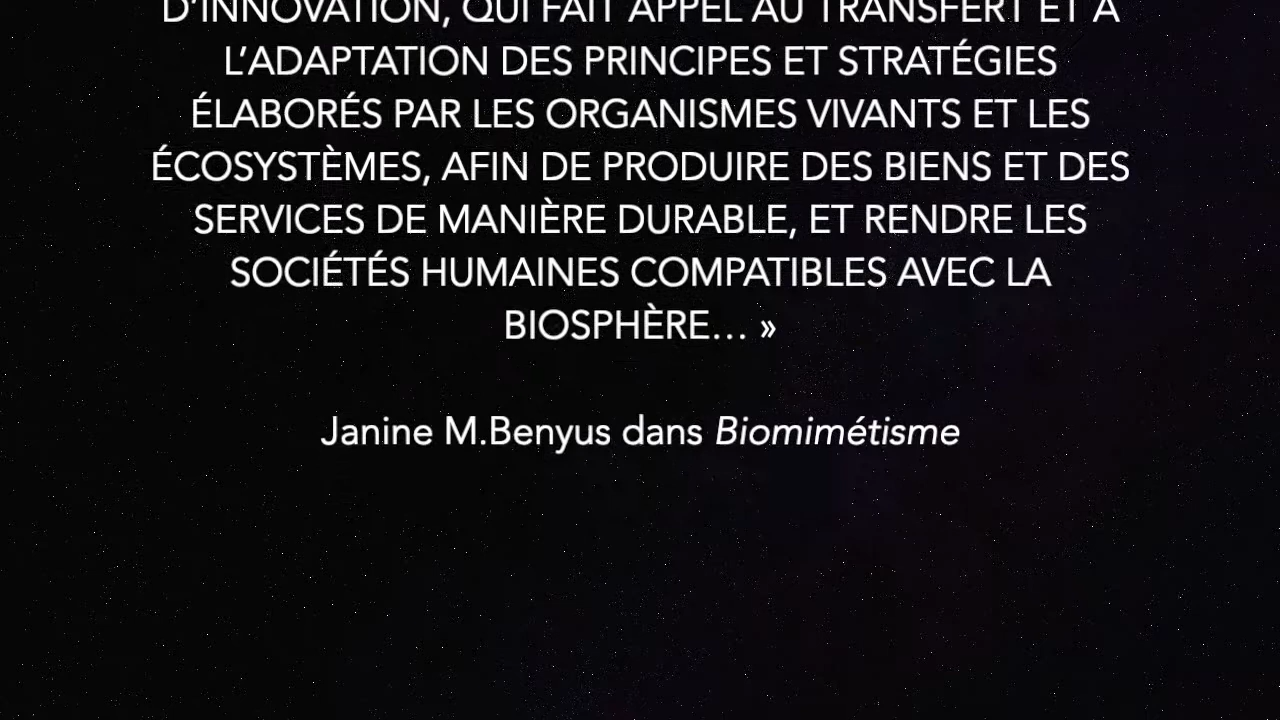 D’INNOVATION, QUI FAIT APPEL AU TRANSFERT ET À
L’ADAPTATION DES PRINCIPES ET STRATÉGIES
ÉLABORÉS PAR LES ORGANISMES VIVANTS ET LES
ÉCOSYSTÈMES, AFIN DE PRODUIRE DES BIENS ET DES
SERVICES DE MANIÈRE DURABLE, ET RENDRE LES
SOCIÉTÉS HUMAINES COMPATIBLES AVEC LA
BIOSPHÈRE… »
Janine M.Benyus dans Biomimétisme